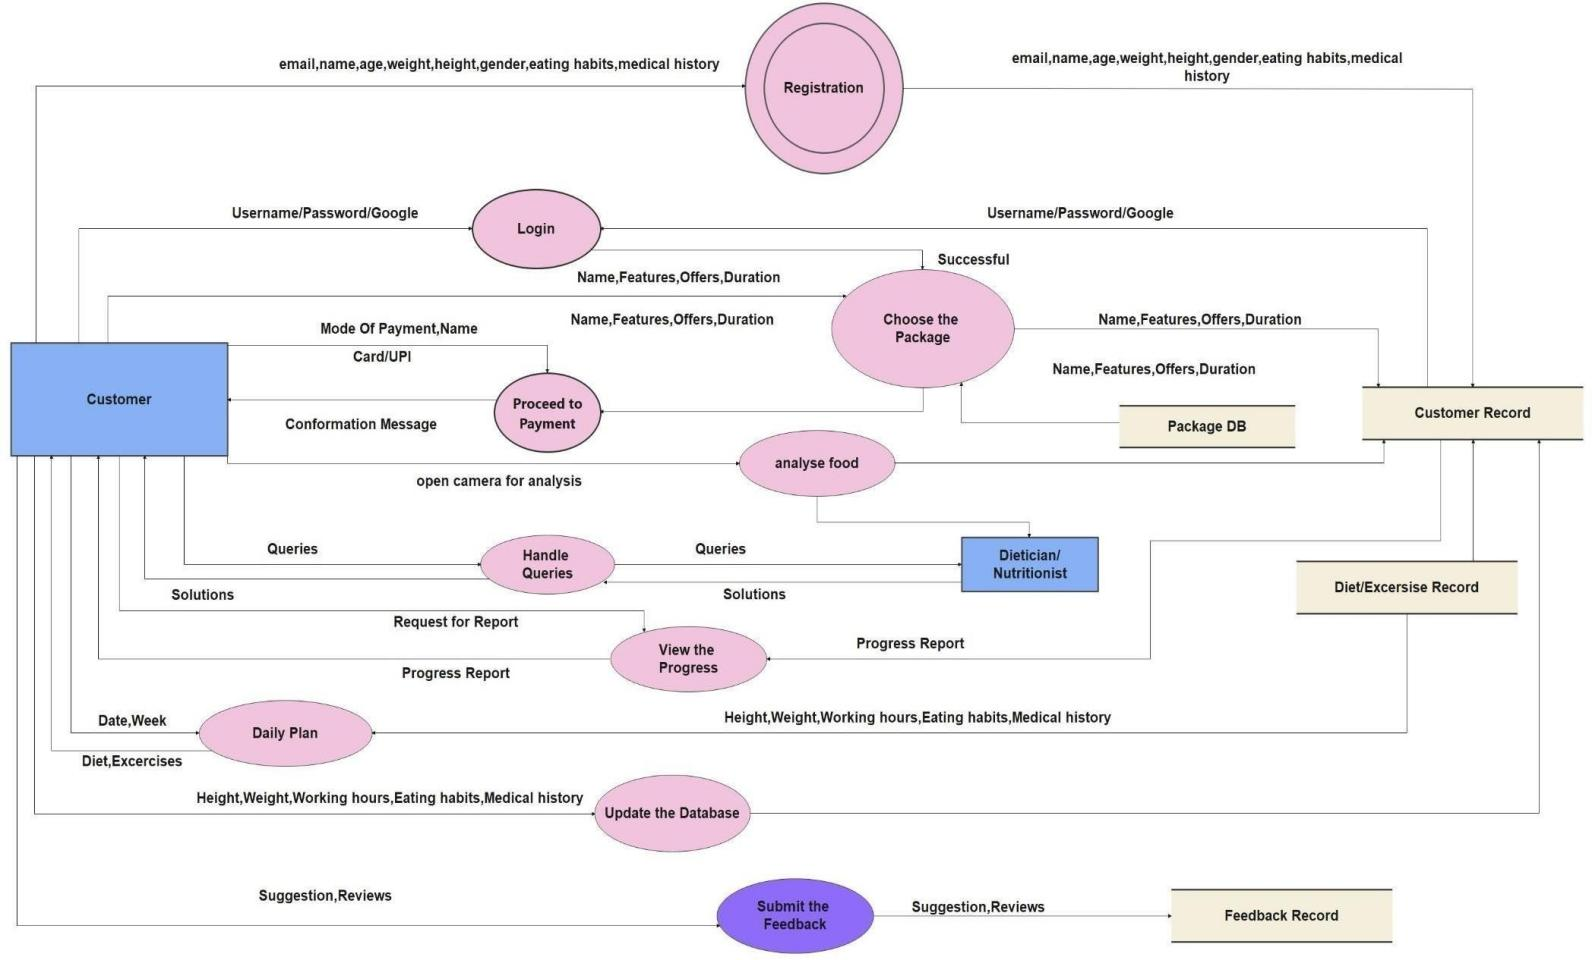 email,name,age,weight,height,gender,eating habits,medical history
email,name,age,weight,height,gender,eating habits,medical
history
Registration
Username/Password/Google
Login
Username/Password/Google
Successful
Name,Features,Offers,Duration
Name,Features,Offers,Duration
Choose the
Package
Name,Features,Offers,Duration
Mode Of Payment,Name
Card/UPI
Name,Features,Offers,Duration
Customer
Proceed to
Payment
Conformation Message
Package DB
Customer Record
analyse food
open camera for analysis
Queries
Handle
Queries
Queries
Dietician/
Nutritionist
Solutions
Solutions
Diet/Excersise Record
Request for Report
View the
Progress
Progress Report
Progress Report
Date,Week
Daily Plan
Height,Weight,Working hours,Eating habits,Medical history
Diet,Excercises
Height,Weight,Working hours,Eating habits,Medical history
Update the Database
Suggestion,Reviews
Submit the
Feedback
Suggestion,Reviews
Feedback Record